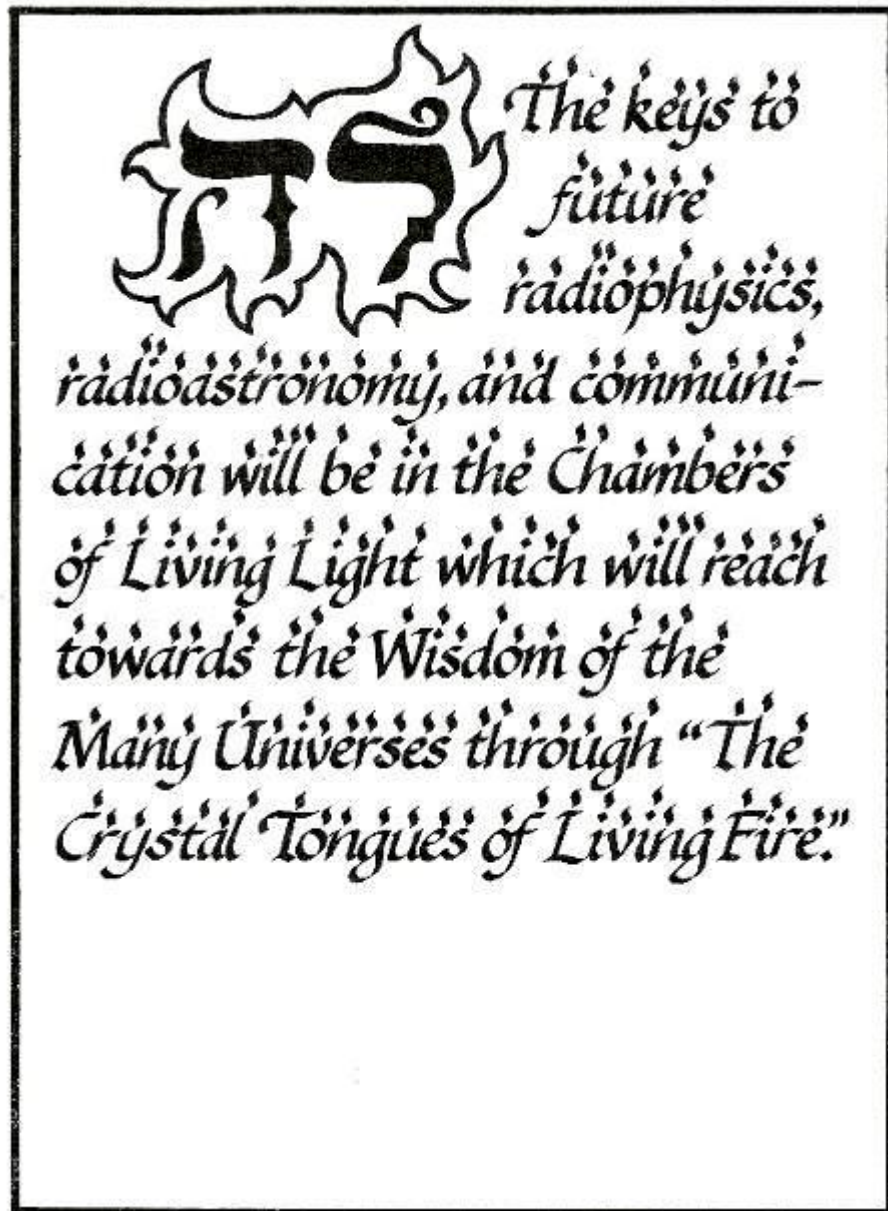 לה
The keys to
future
radiophysics,
radioastronomy, and communi-
cation will be in the Chambers
of Living Light which will reach
towards the Wisdom of the
Many Universes through “The
Crystal Tongues of Living Fire.”